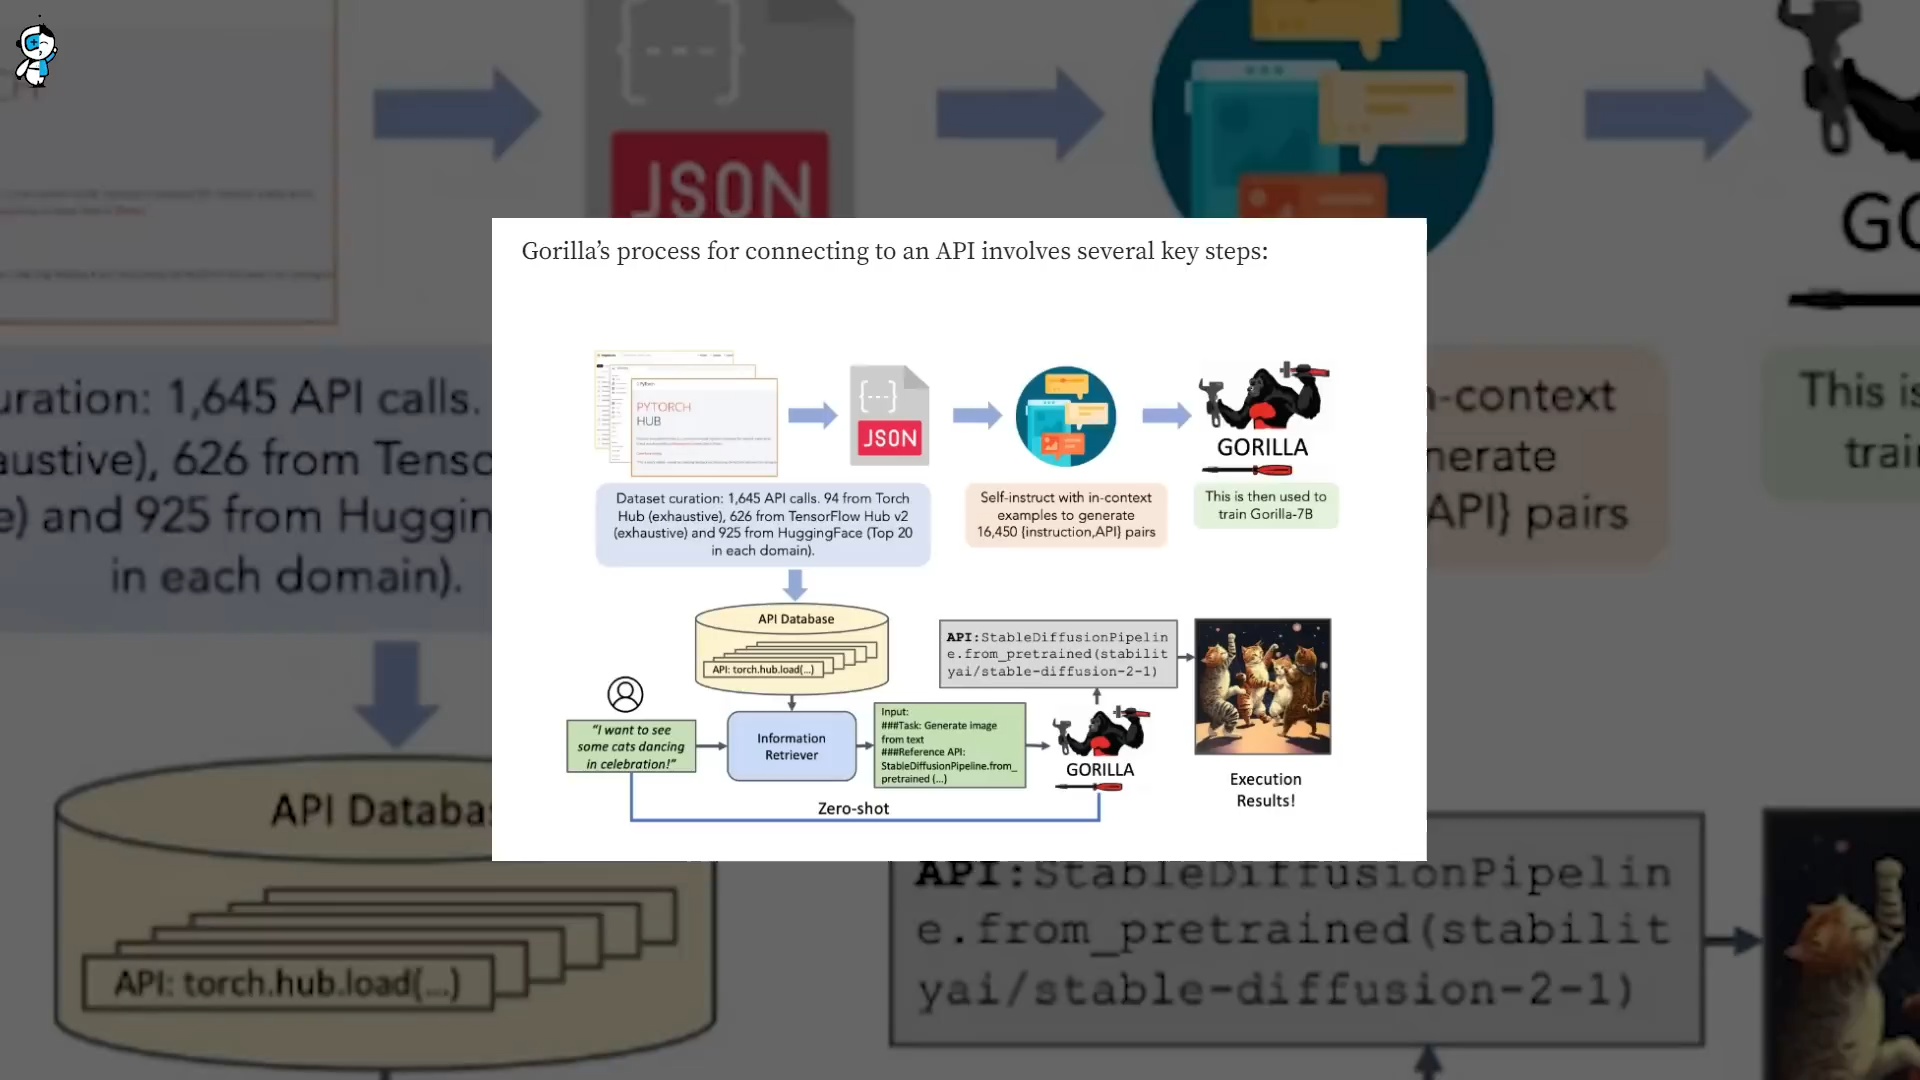 Gorilla’s process for connecting to an API involves several key steps:
PYTORCH
HUB
{---}
JSON
GORILLA
Dataset curation: 1,645 API calls. 94 from Torch
Hub (exhaustive), 626 from TensorFlow Hub v2
(exhaustive) and 925 from HuggingFace (Top 20
in each domain).
Self-instruct with in-context
examples to generate
16,450 {instruction,API} pairs
This is then used to
train Gorilla-7B
API Database
API: torch.hub.load(...)
API:StableDiffusionPipelin
e.from_pretrained(stabilit
yai/stable-diffusion-2-1)
“I want to see
some cats dancing
in celebration!”
Information
Retriever
Input:
###Task: Generate image
from text
###Reference API:
StableDiffusionPipeline.from_
pretrained (...)
GORILLA
Execution
Results!
Zero-shot
{---}
JSON
GO
uration: 1,645 API calls.
austive), 626 from Tenso
e) and 925 from Huggin
in each domain).
n-context
nerate
API} pairs
This is
trai
API Databa
API: torch.hub.load(...)
API:StableDiffusionPipelin
e.from_pretrained(stabilit
yai/stable-diffusion-2-1)